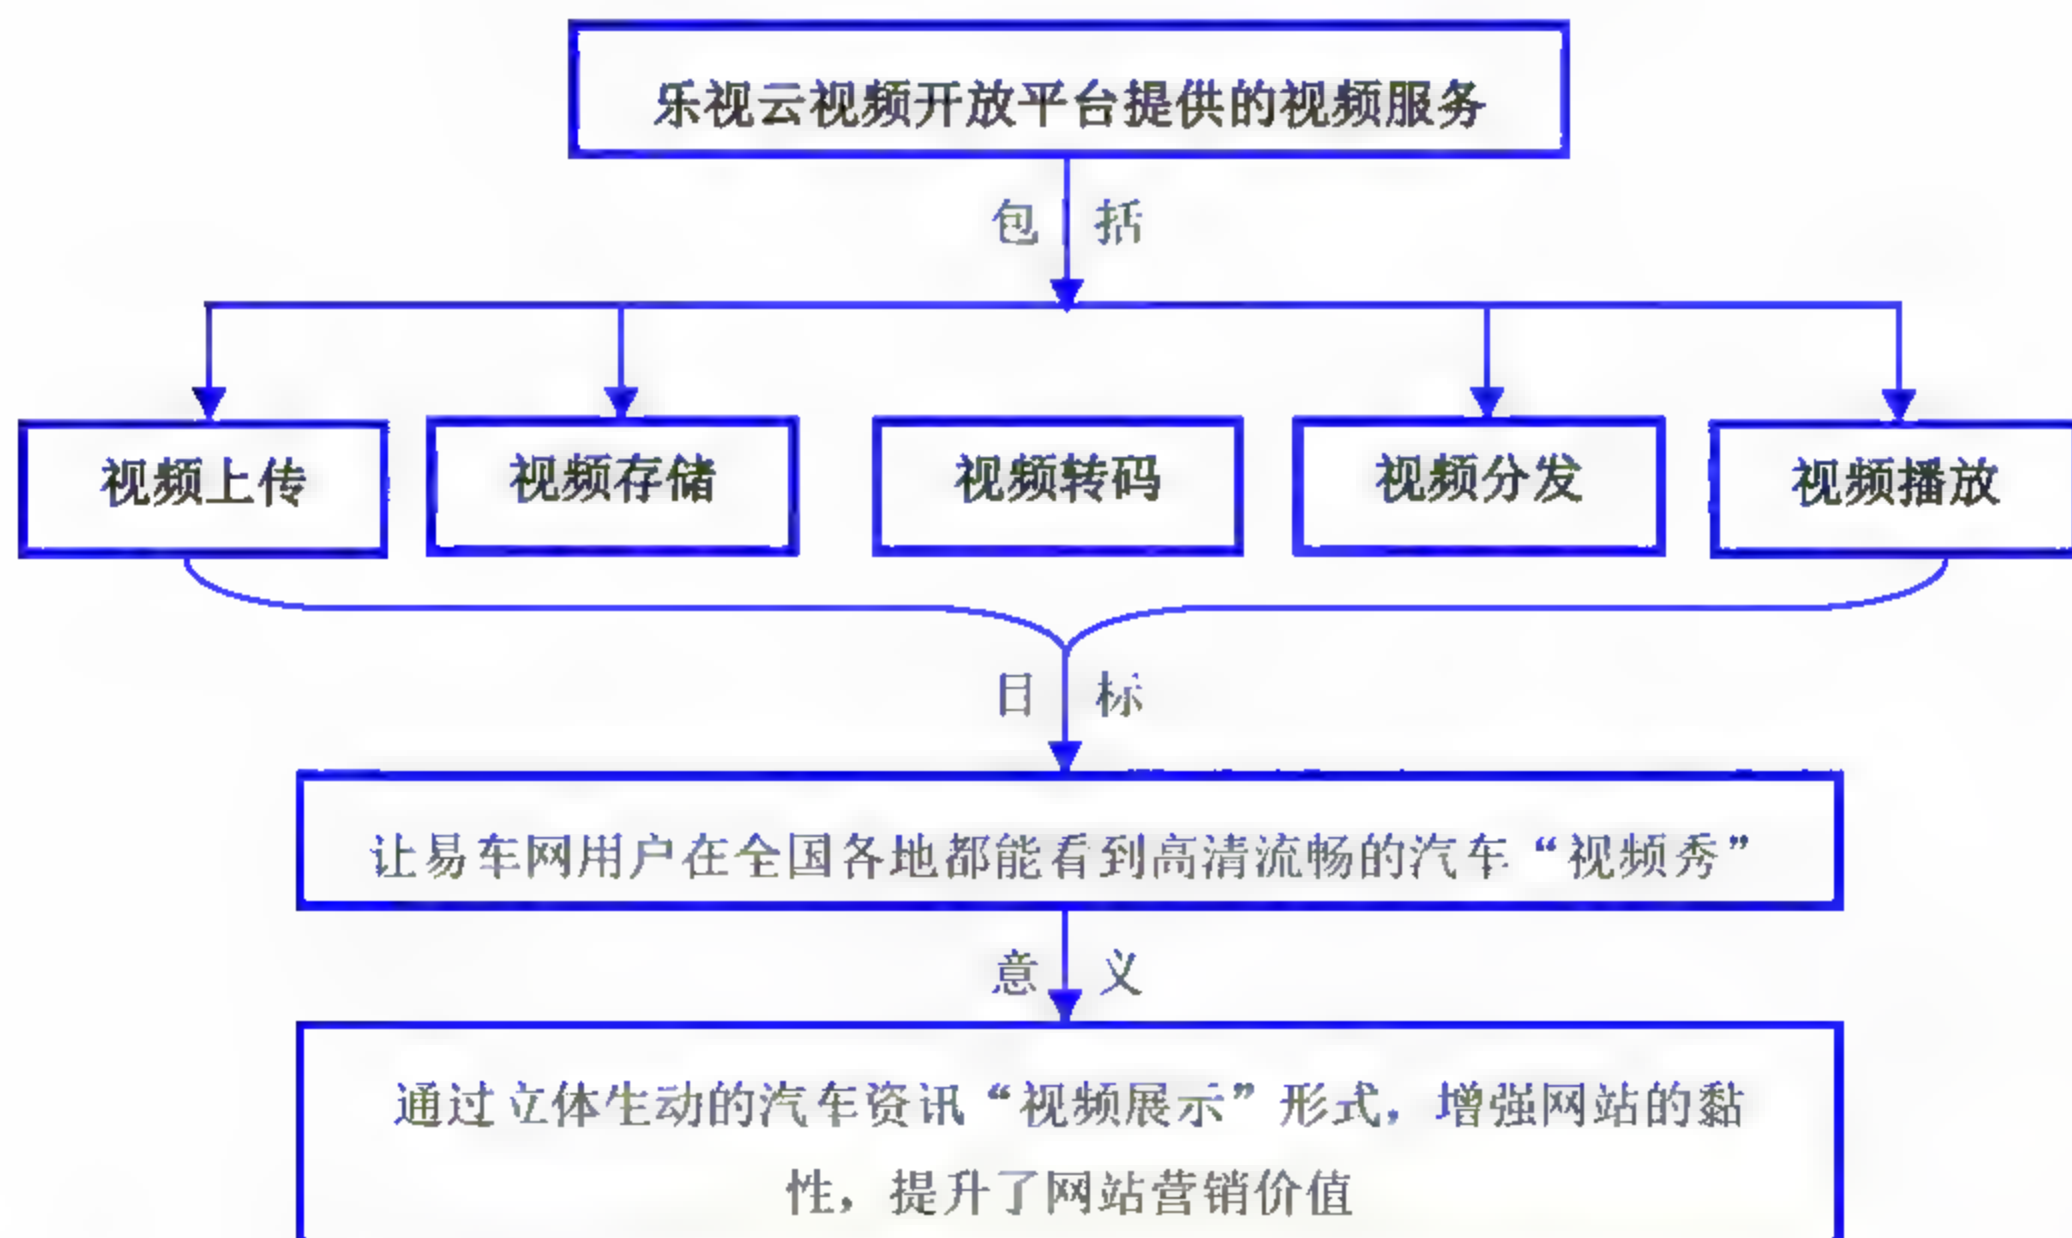 乐视云视频开放平台提供的视频服务
包 括
视频上传 视频存储 视频转码 视频分发 视频播放
目 标
让易车网用户在全国各地都能看到高清流畅的汽车“视频秀”
意 义
通过立体生动的汽车资讯“视频展示”形式，增强网站的黏
性，提升了网站营销价值